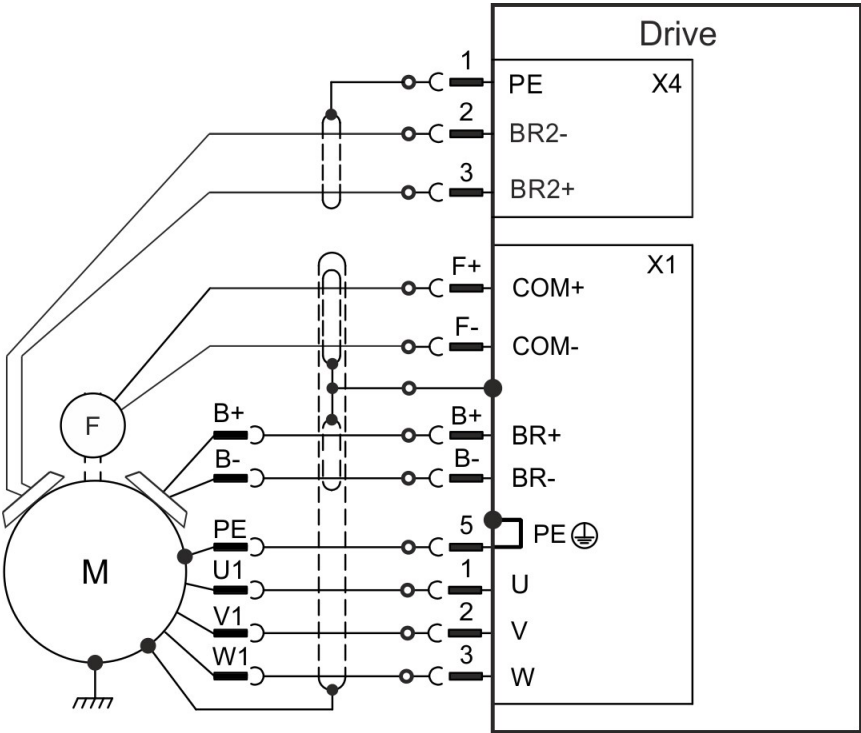 Drive
1
PE
X4
2
BR2-
3
BR2+
X1
F+
COM+
F-
COM-
F
B+
B+
BR+
B-
B-
BR-
PE
5
PE
M
U1
1
U
V1
2
V
W1
3
W